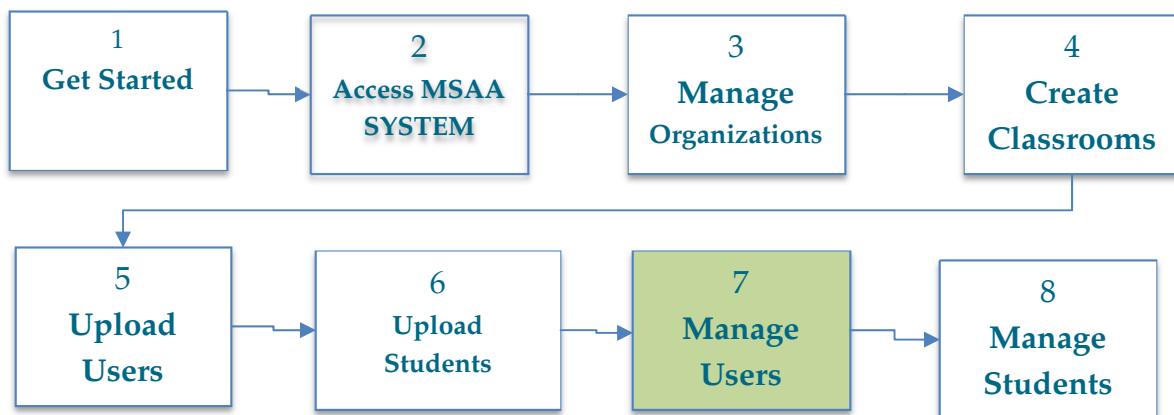 1
Get Started
2
Access MSAA
SYSTEM
3
Manage
Organizations
4
Create
Classrooms
5
Upload
Users
6
Upload
Students
7
Manage
Users
8
Manage
Students